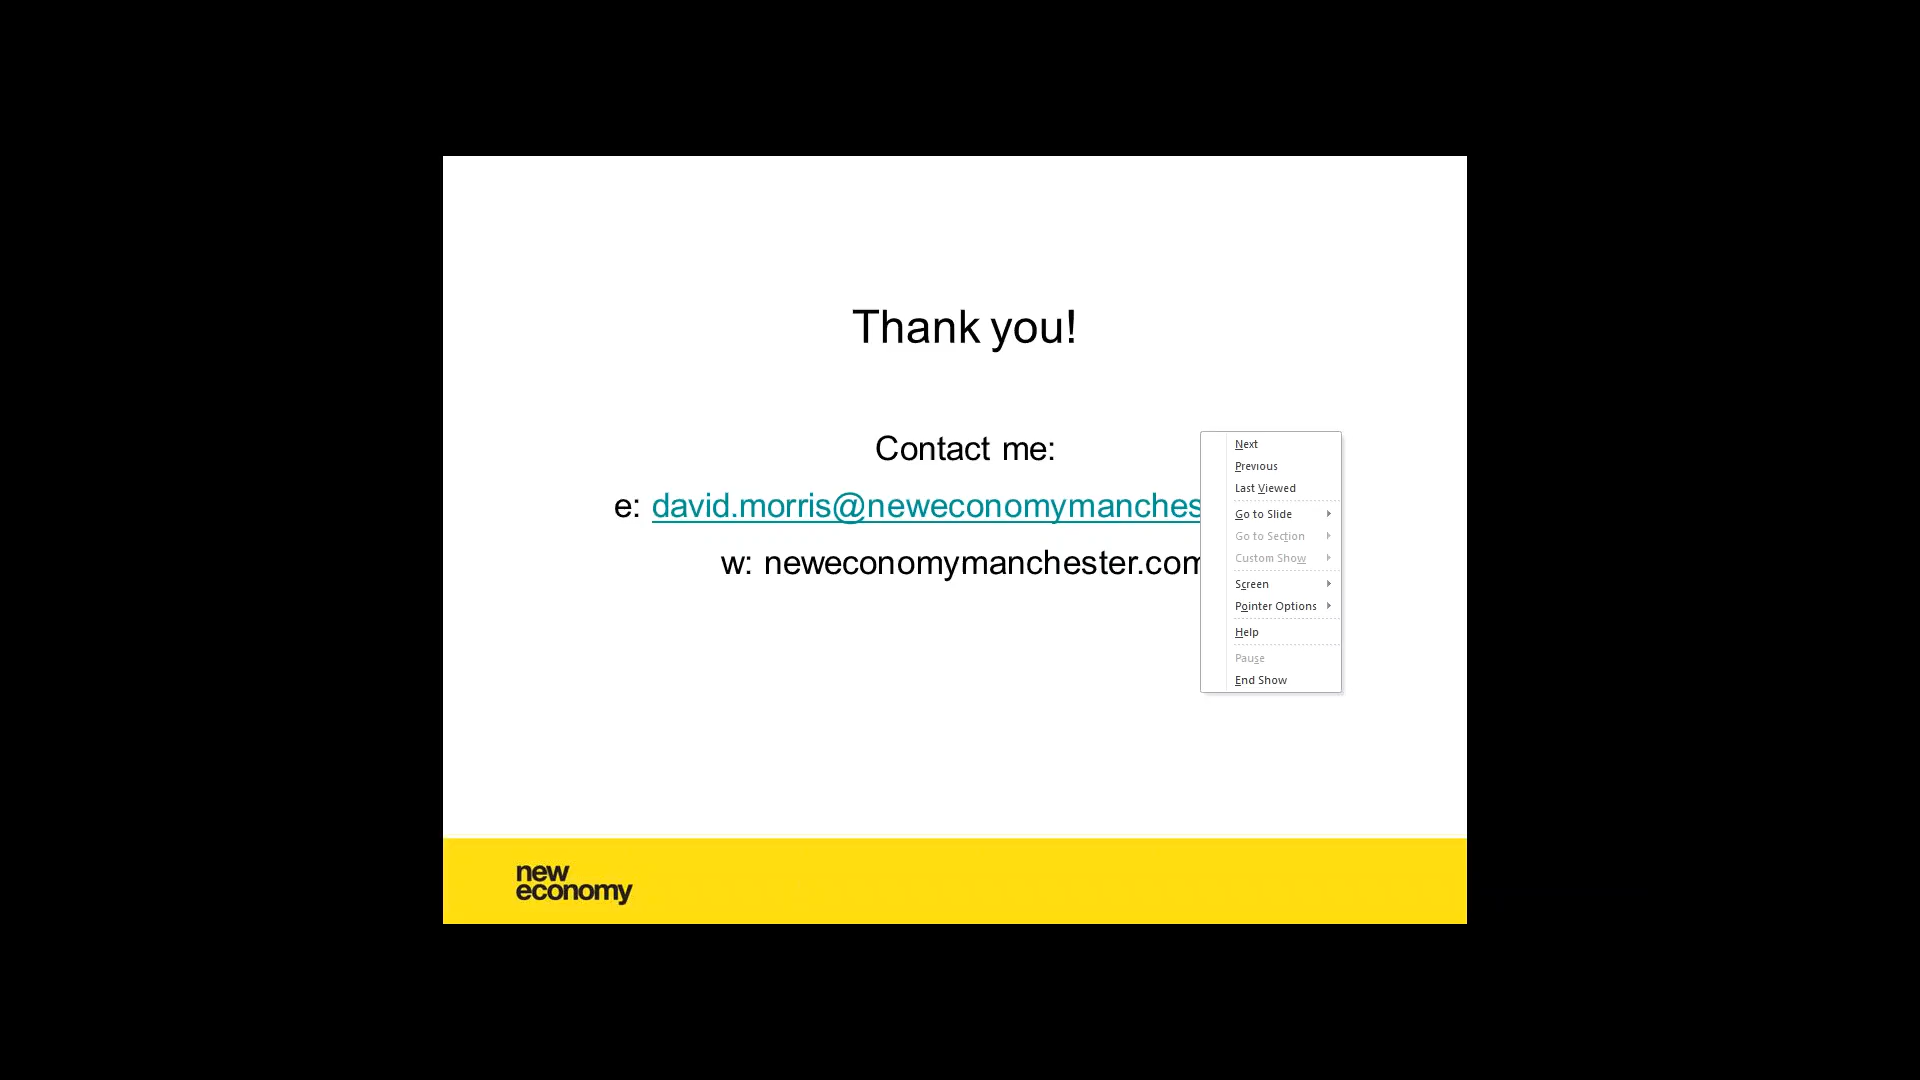 Thank you!
Contact me:
e: david.morris@neweconomymanches
w: neweconomymanchester.com
Next
Previous
Last Viewed
Go to Slide
Go to Section
Custom Show
Screen
Pointer Options
Help
Pause
End Show
new
economy